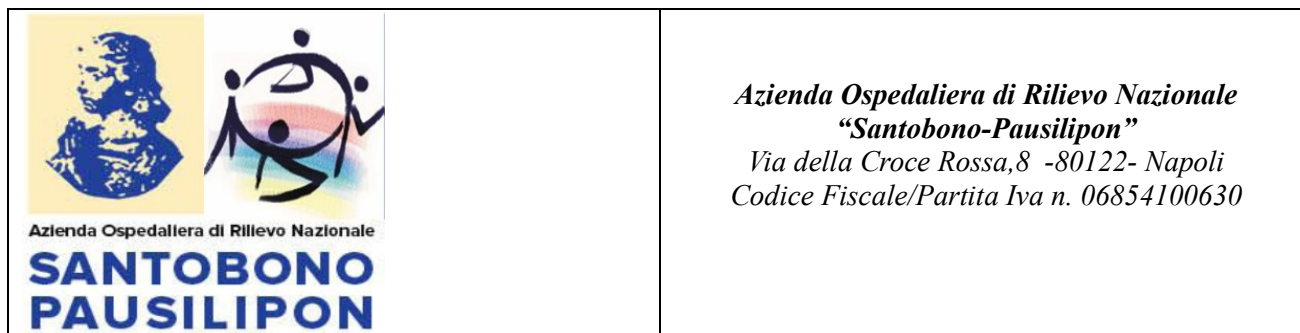 Azienda Ospedaliera di Rilievo Nazionale
SANTOBONO
PAUSILIPON
Azienda Ospedaliera di Rilievo Nazionale
“Santobono-Pausilipon”
Via della Croce Rossa,8 -80122- Napoli
Codice Fiscale/Partita Iva n. 06854100630